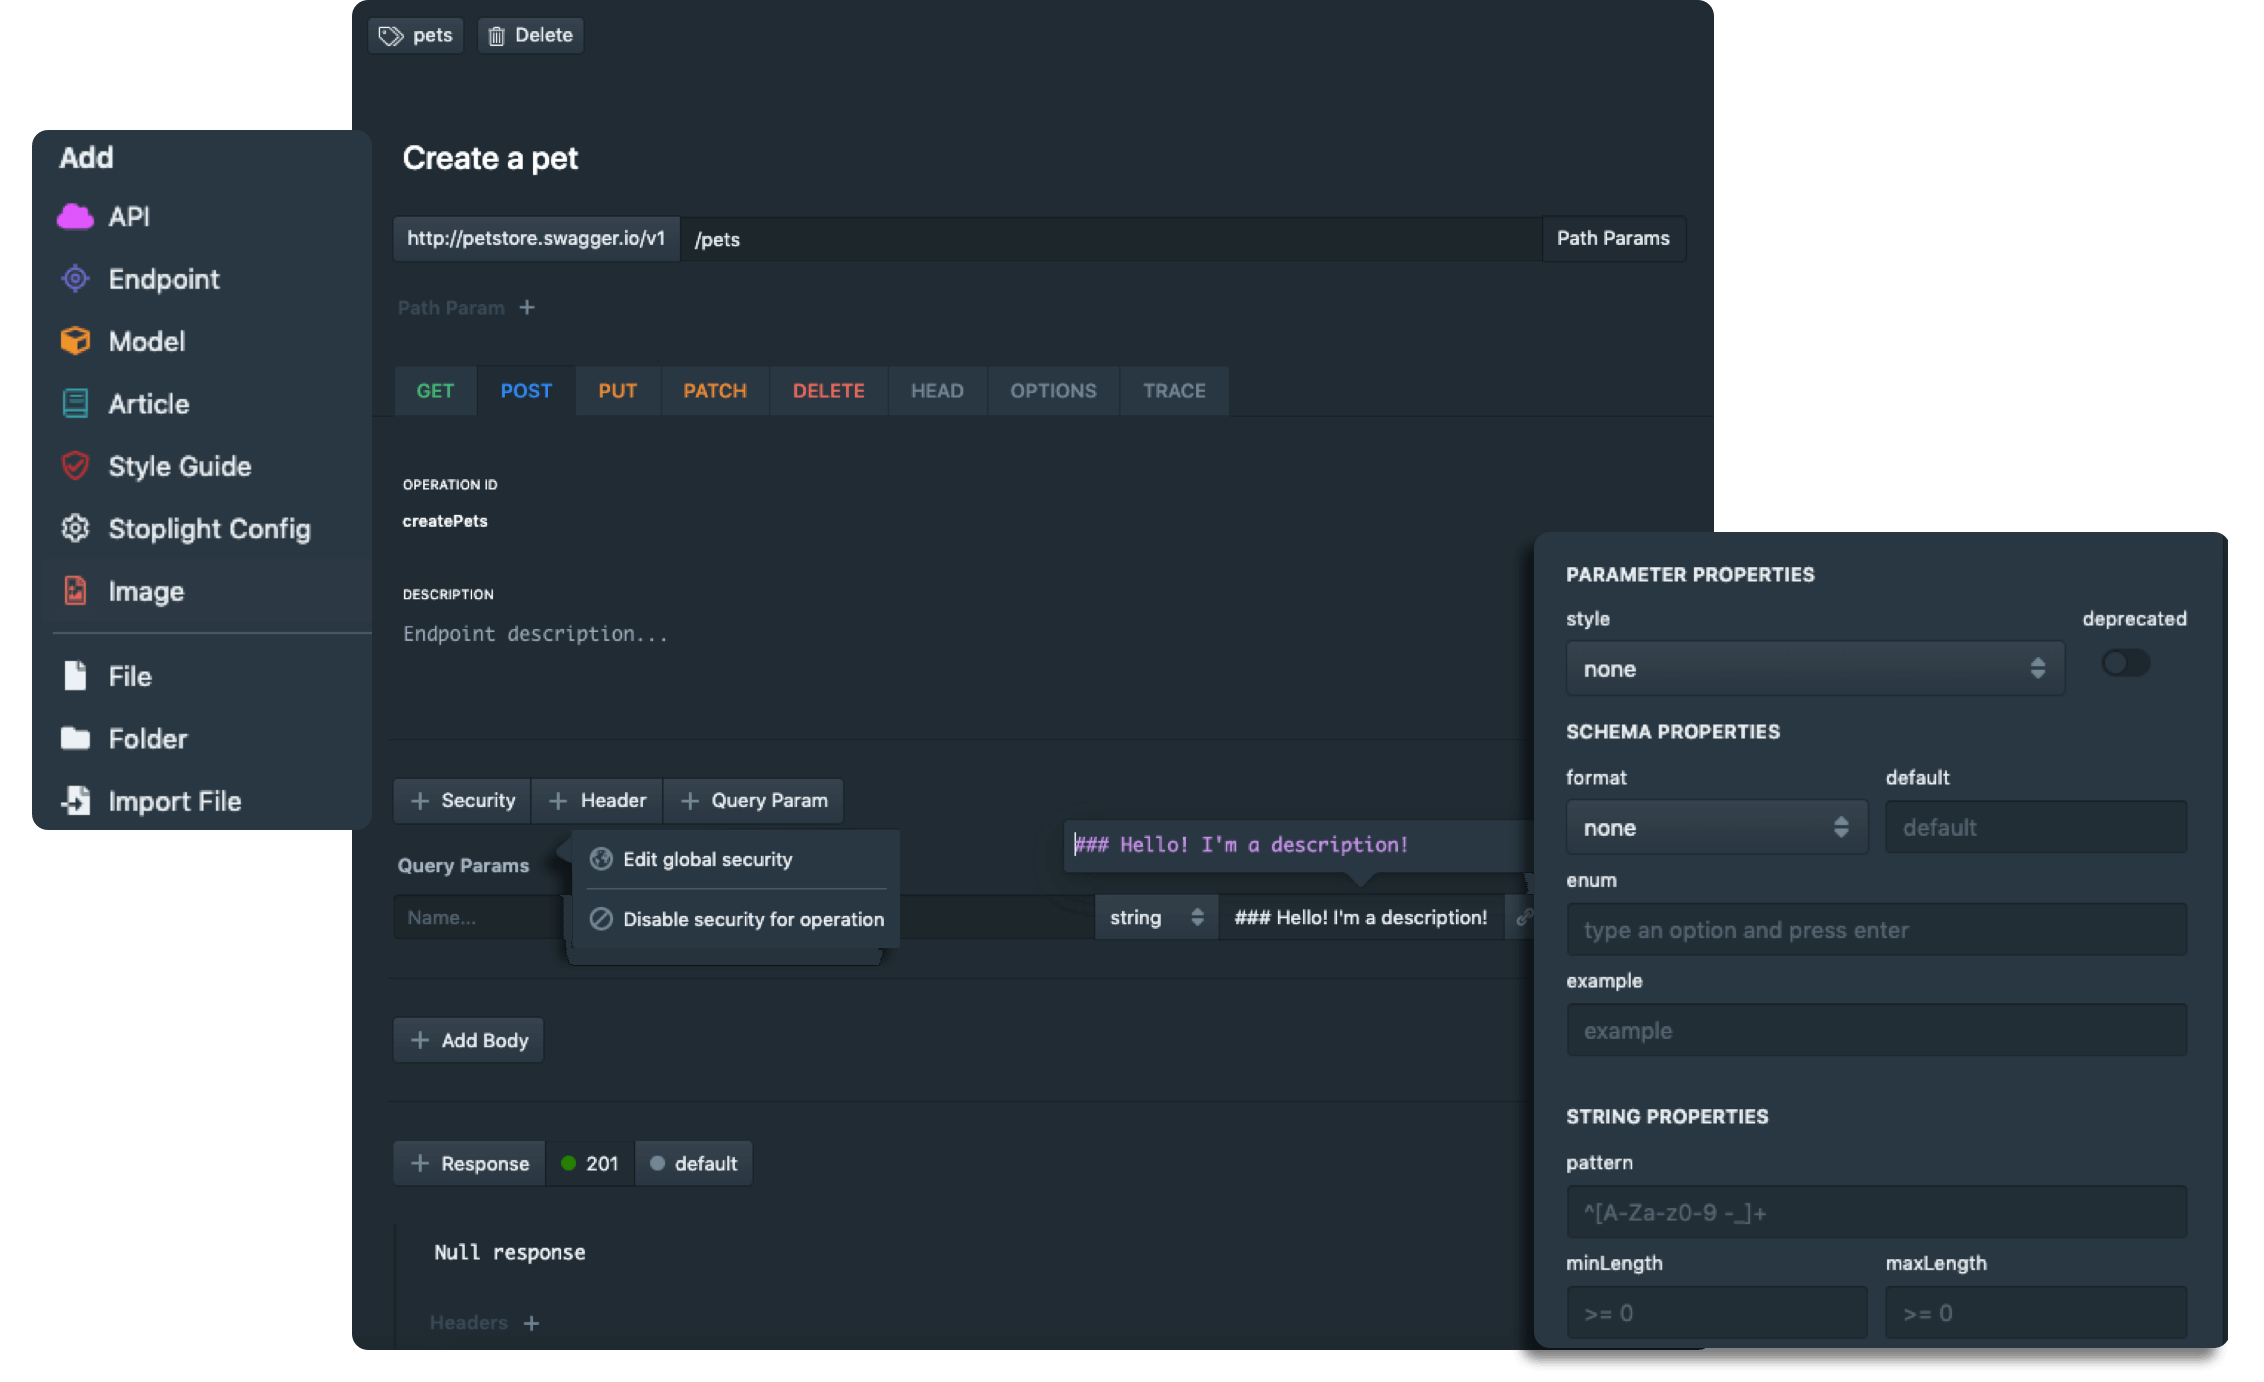 pets
Delete
Add
API
Endpoint
Model
Article
Style Guide
Stoplight Config
Image
File
Folder
Import File
Create a pet
http://petstore.swagger.io/v1
/pets
Path Params
Path Param +
GET
POST
PUT
PATCH
DELETE
HEAD
OPTIONS
TRACE
OPERATION ID
createPets
DESCRIPTION
Endpoint description...
+ Security
+ Header
+ Query Param
Edit global security
Disable security for operation
Query Params
Name...
### Hello! I'm a description!
string
### Hello! I'm a description!
+ Add Body
+ Response
201
default
Null response
Headers +
PARAMETER PROPERTIES
style
deprecated
none
SCHEMA PROPERTIES
format
default
none
default
enum
type an option and press enter
example
example
STRING PROPERTIES
pattern
^[A-Za-z0-9 -_]+
minLength
maxLength
>= 0
>= 0